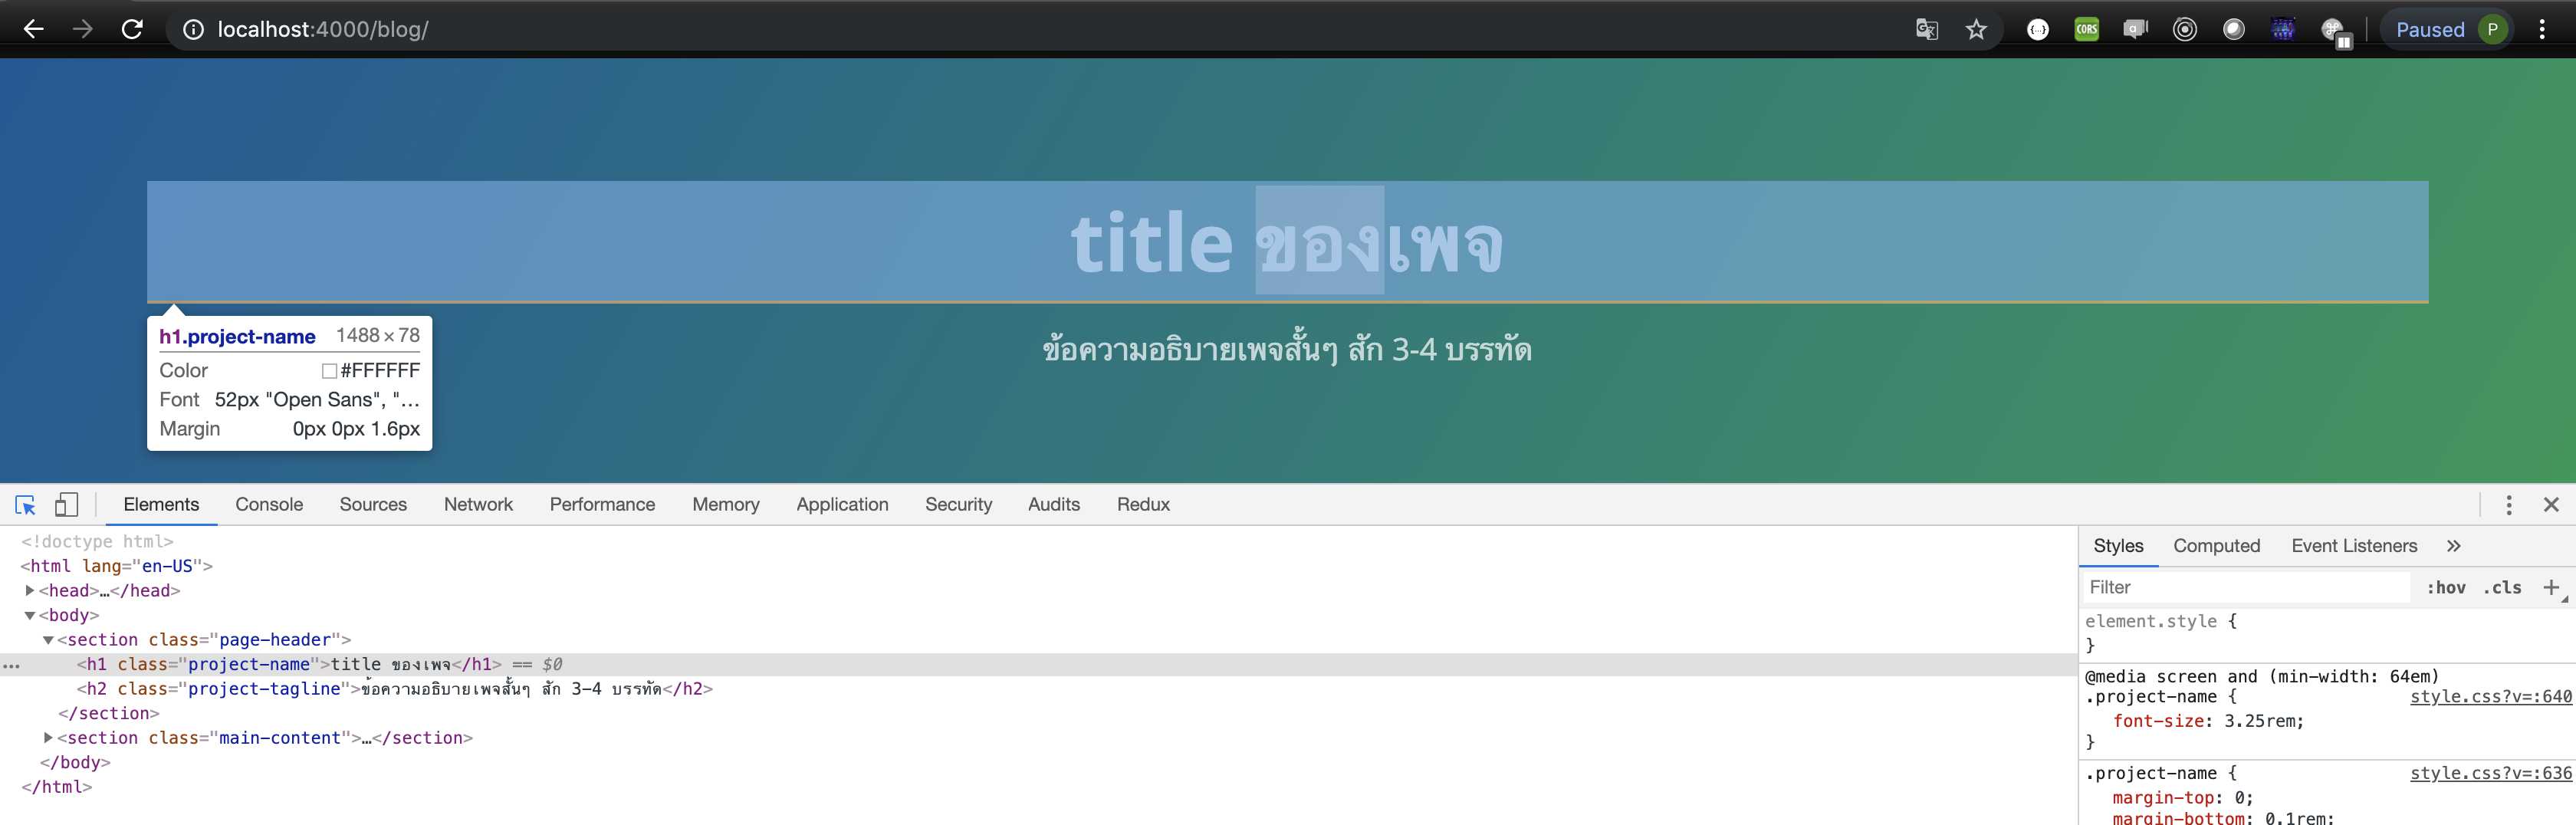 localhost:4000/blog/
CORS
a
Paused P
title ของเพจ
ข้อความอธิบายเพจสั้นๆ สัก 3-4 บรรทัด
h1.project-name 1488 × 78
Color #FFFFFF
Font 52px "Open Sans", "…
Margin 0px 0px 1.6px
Elements Console Sources Network Performance Memory Application Security Audits Redux
<!doctype html>
<html lang="en-US">
<head>…</head>
<body>
<section class="page-header">
<h1 class="project-name">title ของเพจ</h1> == $0
<h2 class="project-tagline">ข้อความอธิบายเพจสั้นๆ สัก 3-4 บรรทัด</h2>
</section>
<section class="main-content">…</section>
</body>
</html>
Styles Computed Event Listeners »
Filter :hov .cls +
element.style {
}
@media screen and (min-width: 64em)
.project-name { style.css?v=:640
font-size: 3.25rem;
}
.project-name { style.css?v=:636
margin-top: 0;
margin-bottom: 0.1rem;